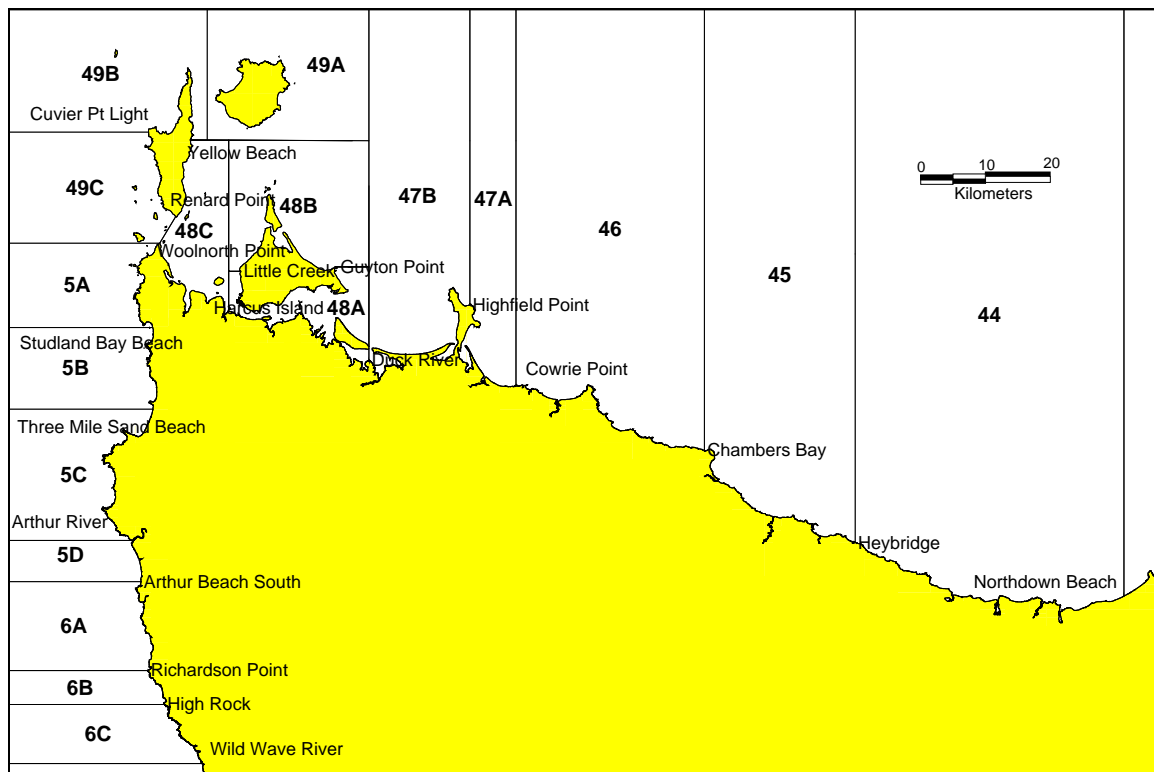 49A
49B
Cuvier Pt Light
Yellow Beach
49C
Renard Point
48B
47B
47A
0 10 20
Kilometers
48C
46
Woolnorth Point
Little Creek
Guyton Point
45
5A
Harcus Island
48A
Highfield Point
44
Studland Bay Beach
Duck River
5B
Cowrie Point
Three Mile Sand Beach
Chambers Bay
5C
Arthur River
Heybridge
5D
Arthur Beach South
Northdown Beach
6A
Richardson Point
6B
High Rock
6C
Wild Wave River